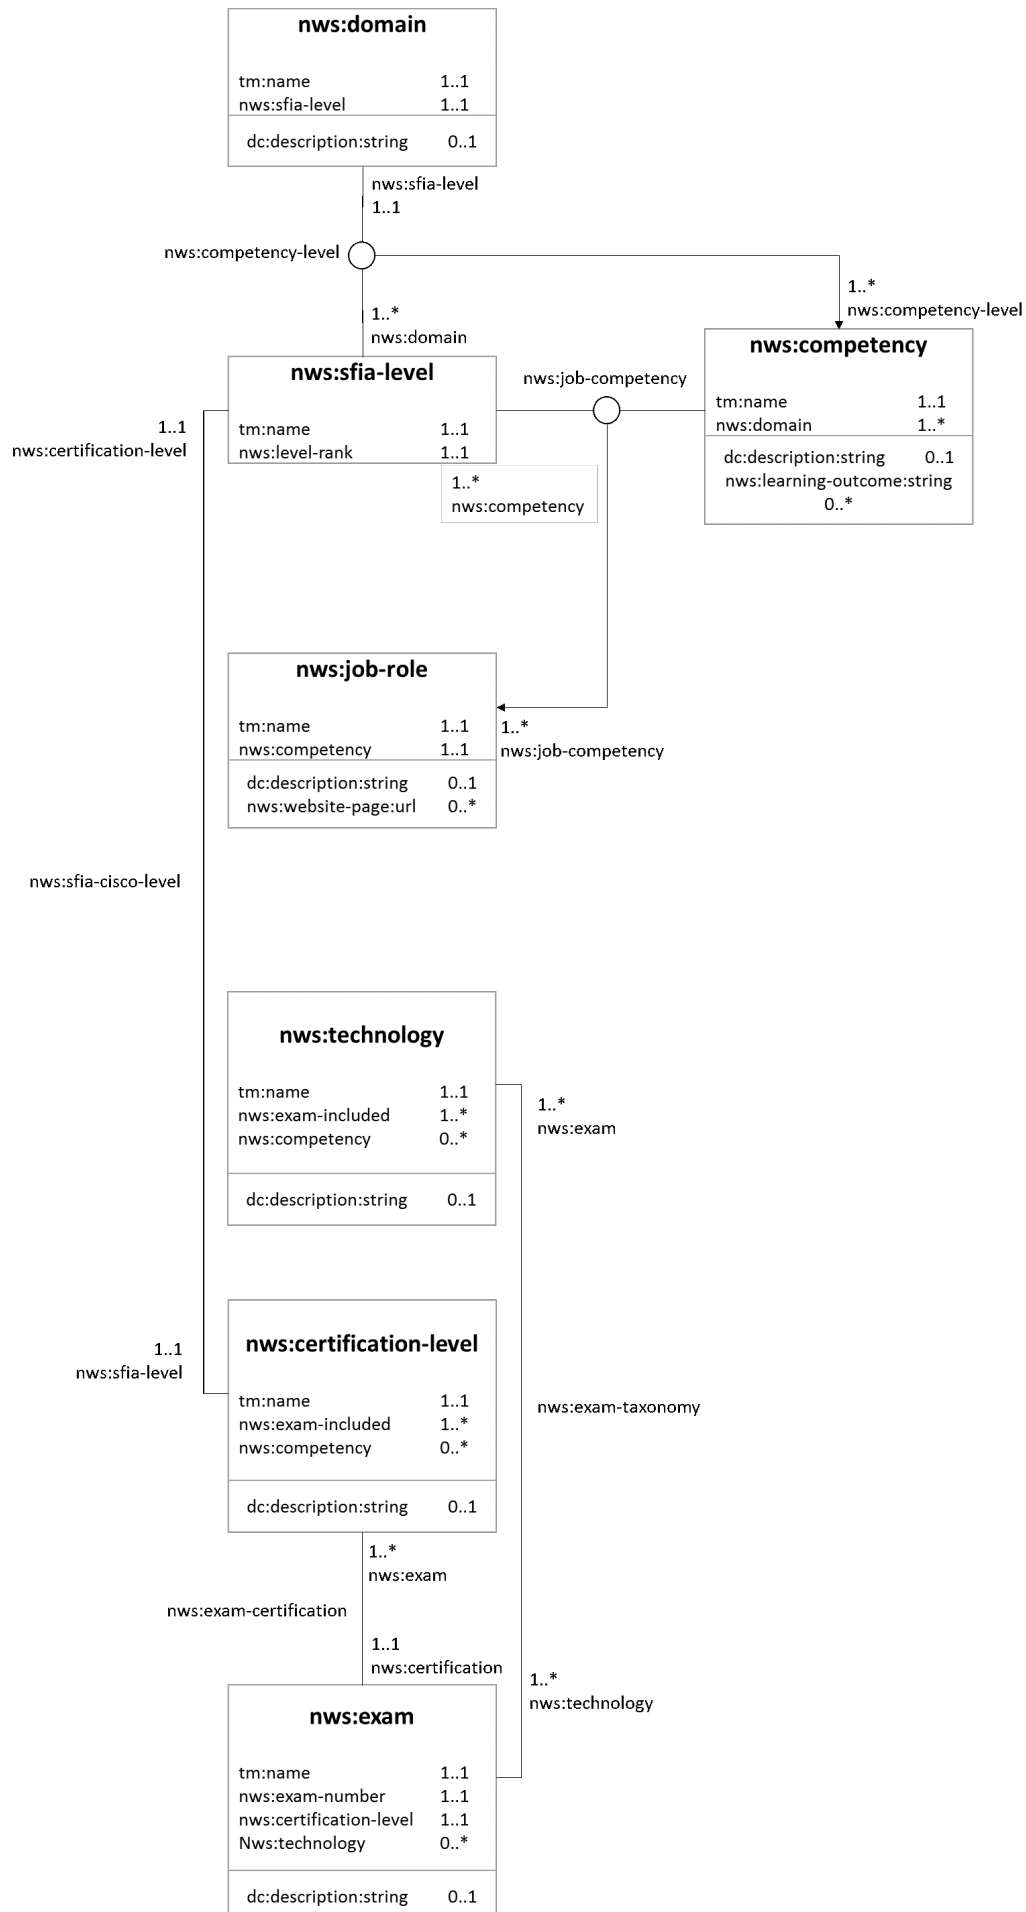 nws:domain
tm:name 1..1
nws:sfia-level 1..1
dc:description:string 0..1
nws:sfia-level
1..1
nws:competency-level
1..*
nws:competency-level
1..*
nws:domain
nws:sfia-level
tm:name 1..1
nws:level-rank 1..1
nws:job-competency
nws:competency
tm:name 1..1
nws:domain 1..*
dc:description:string 0..1
nws:learning-outcome:string
0..*
1..1
nws:certification-level
1..*
nws:competency
nws:job-role
tm:name 1..1
nws:competency 1..1
dc:description:string 0..1
nws:website-page:url 0..*
1..*
nws:job-competency
nws:sfia-cisco-level
nws:technology
tm:name 1..1
nws:exam-included 1..*
nws:competency 0..*
dc:description:string 0..1
1..*
nws:exam
nws:certification-level
tm:name 1..1
nws:exam-included 1..*
nws:competency 0..*
dc:description:string 0..1
1..1
nws:sfia-level
nws:exam-taxonomy
1..*
nws:exam
nws:exam-certification
1..1
nws:certification
1..*
nws:technology
nws:exam
tm:name 1..1
nws:exam-number 1..1
nws:certification-level 1..1
Nws:technology 0..*
dc:description:string 0..1